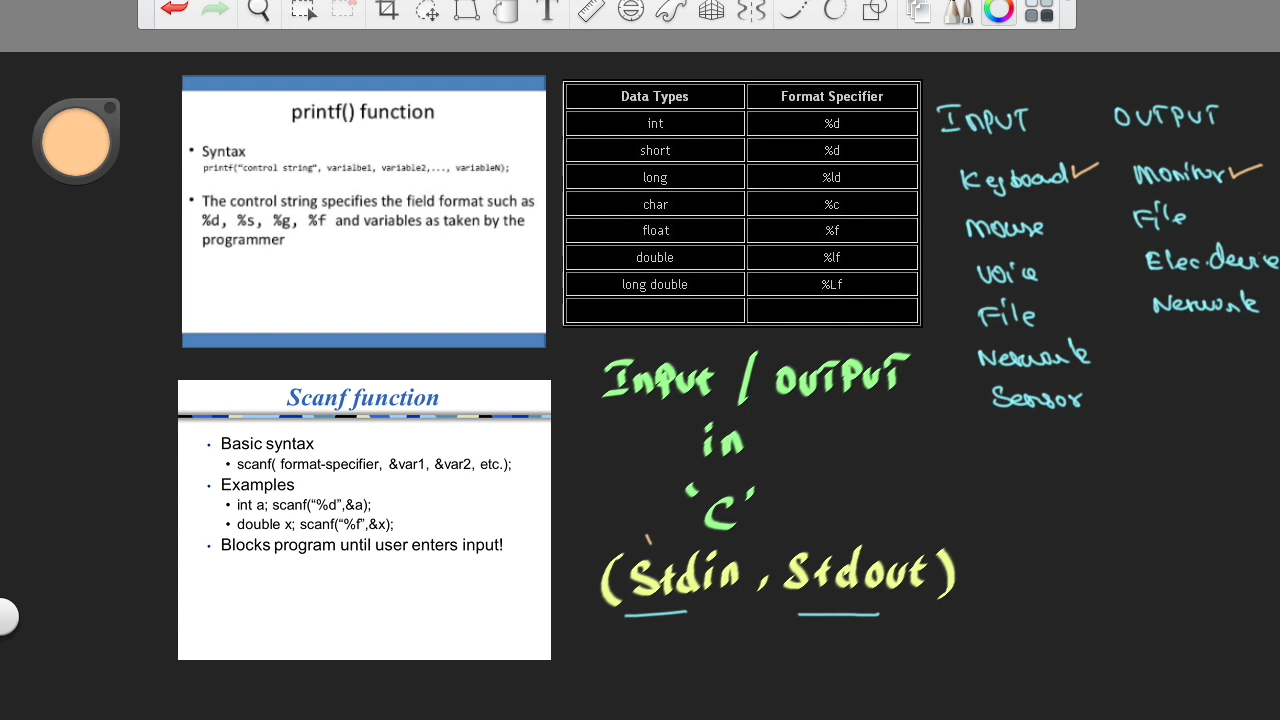 printf() function
• Syntax
printf("control string", varialbe1, variable2,..., variableN);
• The control string specifies the field format such as
%d, %s, %g, %f and variables as taken by the
programmer
Data Types Format Specifier
int %d
short %d
long %ld
char %c
float %f
double %lf
long double %Lf
INPUT OUTPUT
Keyboard Monitor
Mouse File
Voice Elec.device
File Network
Network
Sensor
Scanf function
• Basic syntax
• scanf( format-specifier, &var1, &var2, etc.);
• Examples
• int a; scanf(“%d”,&a);
• double x; scanf(“%f”,&x);
• Blocks program until user enters input!
Input / OUTPUT
in
'C'
(Stdin, Stdout)